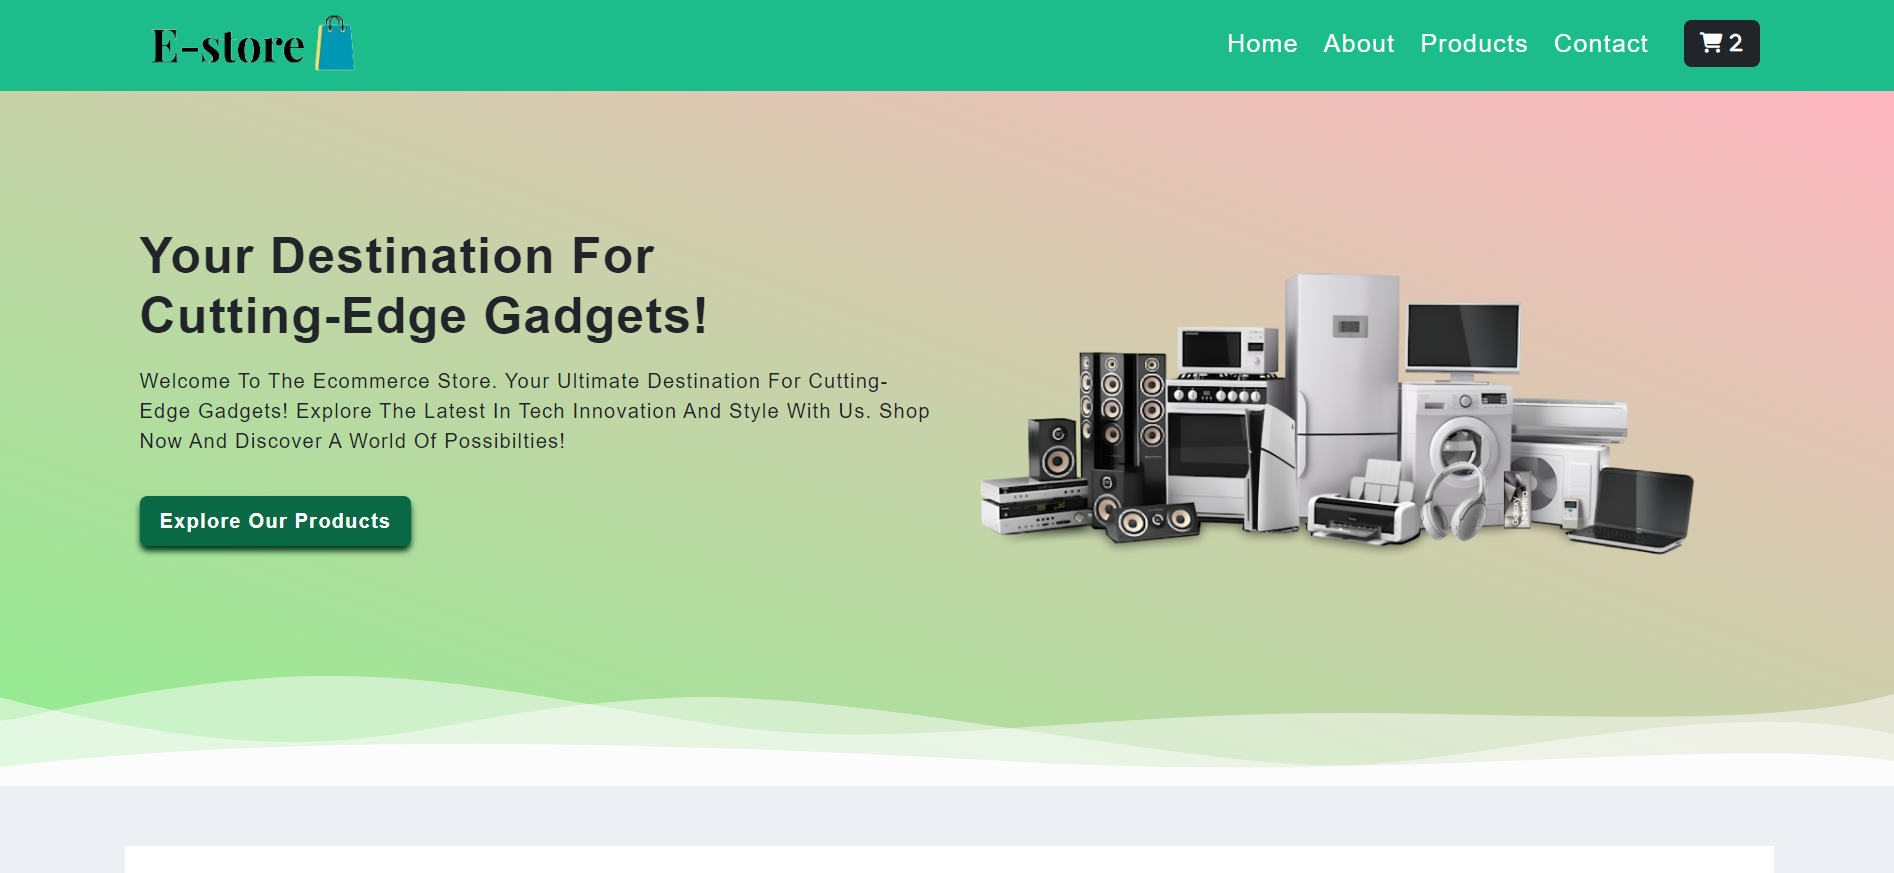 E-store
Home About Products Contact 2
Your Destination For
Cutting-Edge Gadgets!
Welcome To The Ecommerce Store. Your Ultimate Destination For Cutting-
Edge Gadgets! Explore The Latest In Tech Innovation And Style With Us. Shop
Now And Discover A World Of Possibilties!
Explore Our Products
Galaxy